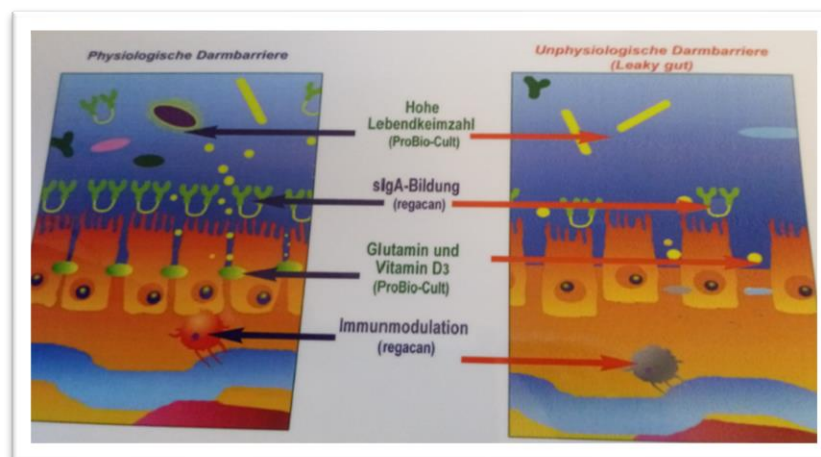 Physiologische Darmbarriere
Unphysiologische Darmbarriere
(Leaky gut)
Hohe
Lebendkeimzahl
(ProBio-Cult)
sIgA-Bildung
(regacan)
Glutamin und
Vitamin D3
(ProBio-Cult)
Immunmodulation
(regacan)